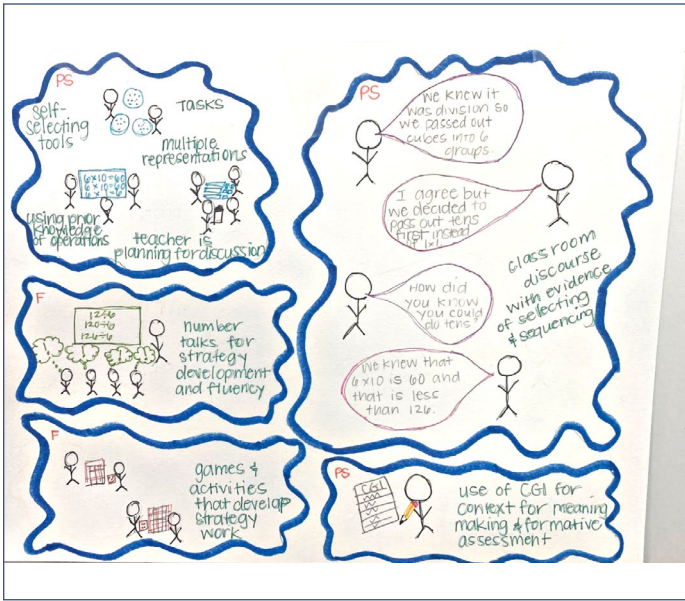 PS
self-
selecting
tools
TASKS
multiple
representations
6×10=60
6×10=60
using prior
knowledge
of operations
teacher is
planning for discussion
F
12÷6
120÷6
126÷6
number
talks for
strategy
development
and fluency
F
games &
activities
that develop
strategy
work
PS
We knew it
was division so
we passed out
cubes into 6
groups.
I agree but
we decided to
pass out tens
first instead
of 1×1.
How did
you know
you could
do tens?
We knew that
6×10 is 60 and
that is less
than 126.
classroom
discourse
with evidence
of selecting
& sequencing
PS
CGI
use of CGI for
context for meaning
making & formative
assessment